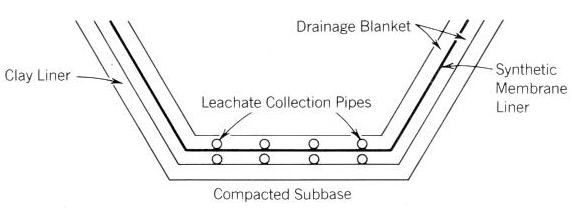 Drainage Blanket
Clay Liner
Synthetic
Membrane
Liner
Leachate Collection Pipes
Compacted Subbase